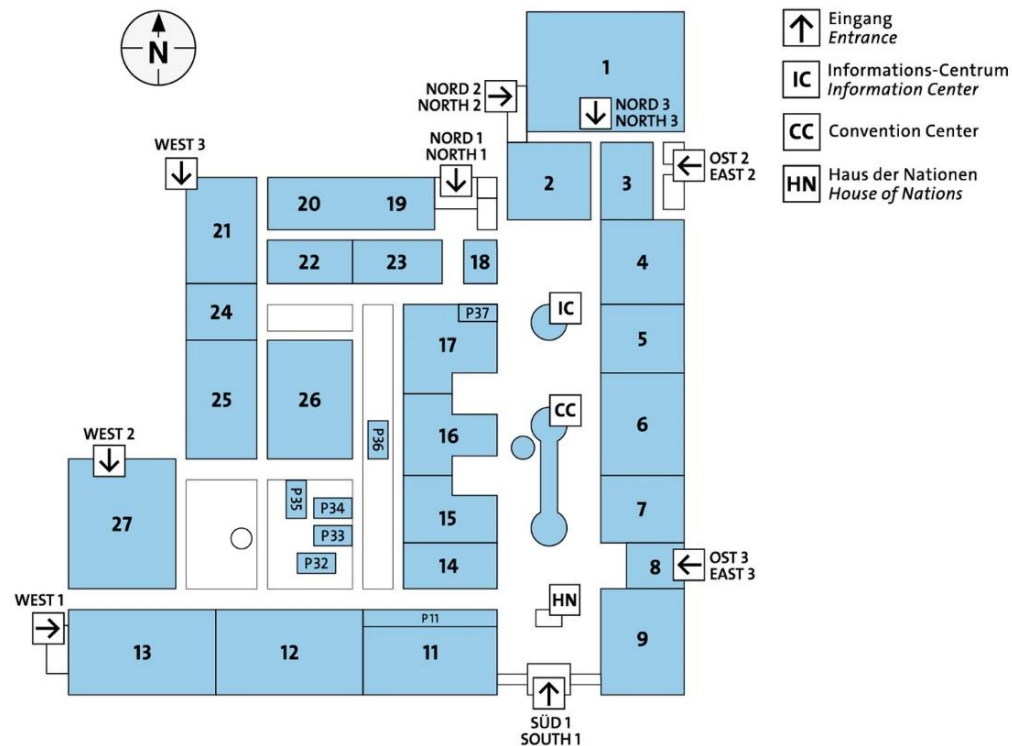 N
1
NORD 2
NORTH 2
NORD 3
NORTH 3
Eingang
Entrance
IC
Informations-Centrum
Information Center
CC
Convention Center
HN
Haus der Nationen
House of Nations
WEST 3
NORD 1
NORTH 1
2
3
OST 2
EAST 2
20
19
21
22
23
18
4
24
P37
IC
17
5
25
26
CC
6
P36
16
WEST 2
27
P35
P34
P33
P32
15
14
7
8
OST 3
EAST 3
WEST 1
HN
P11
13
12
11
9
SÜD 1
SOUTH 1